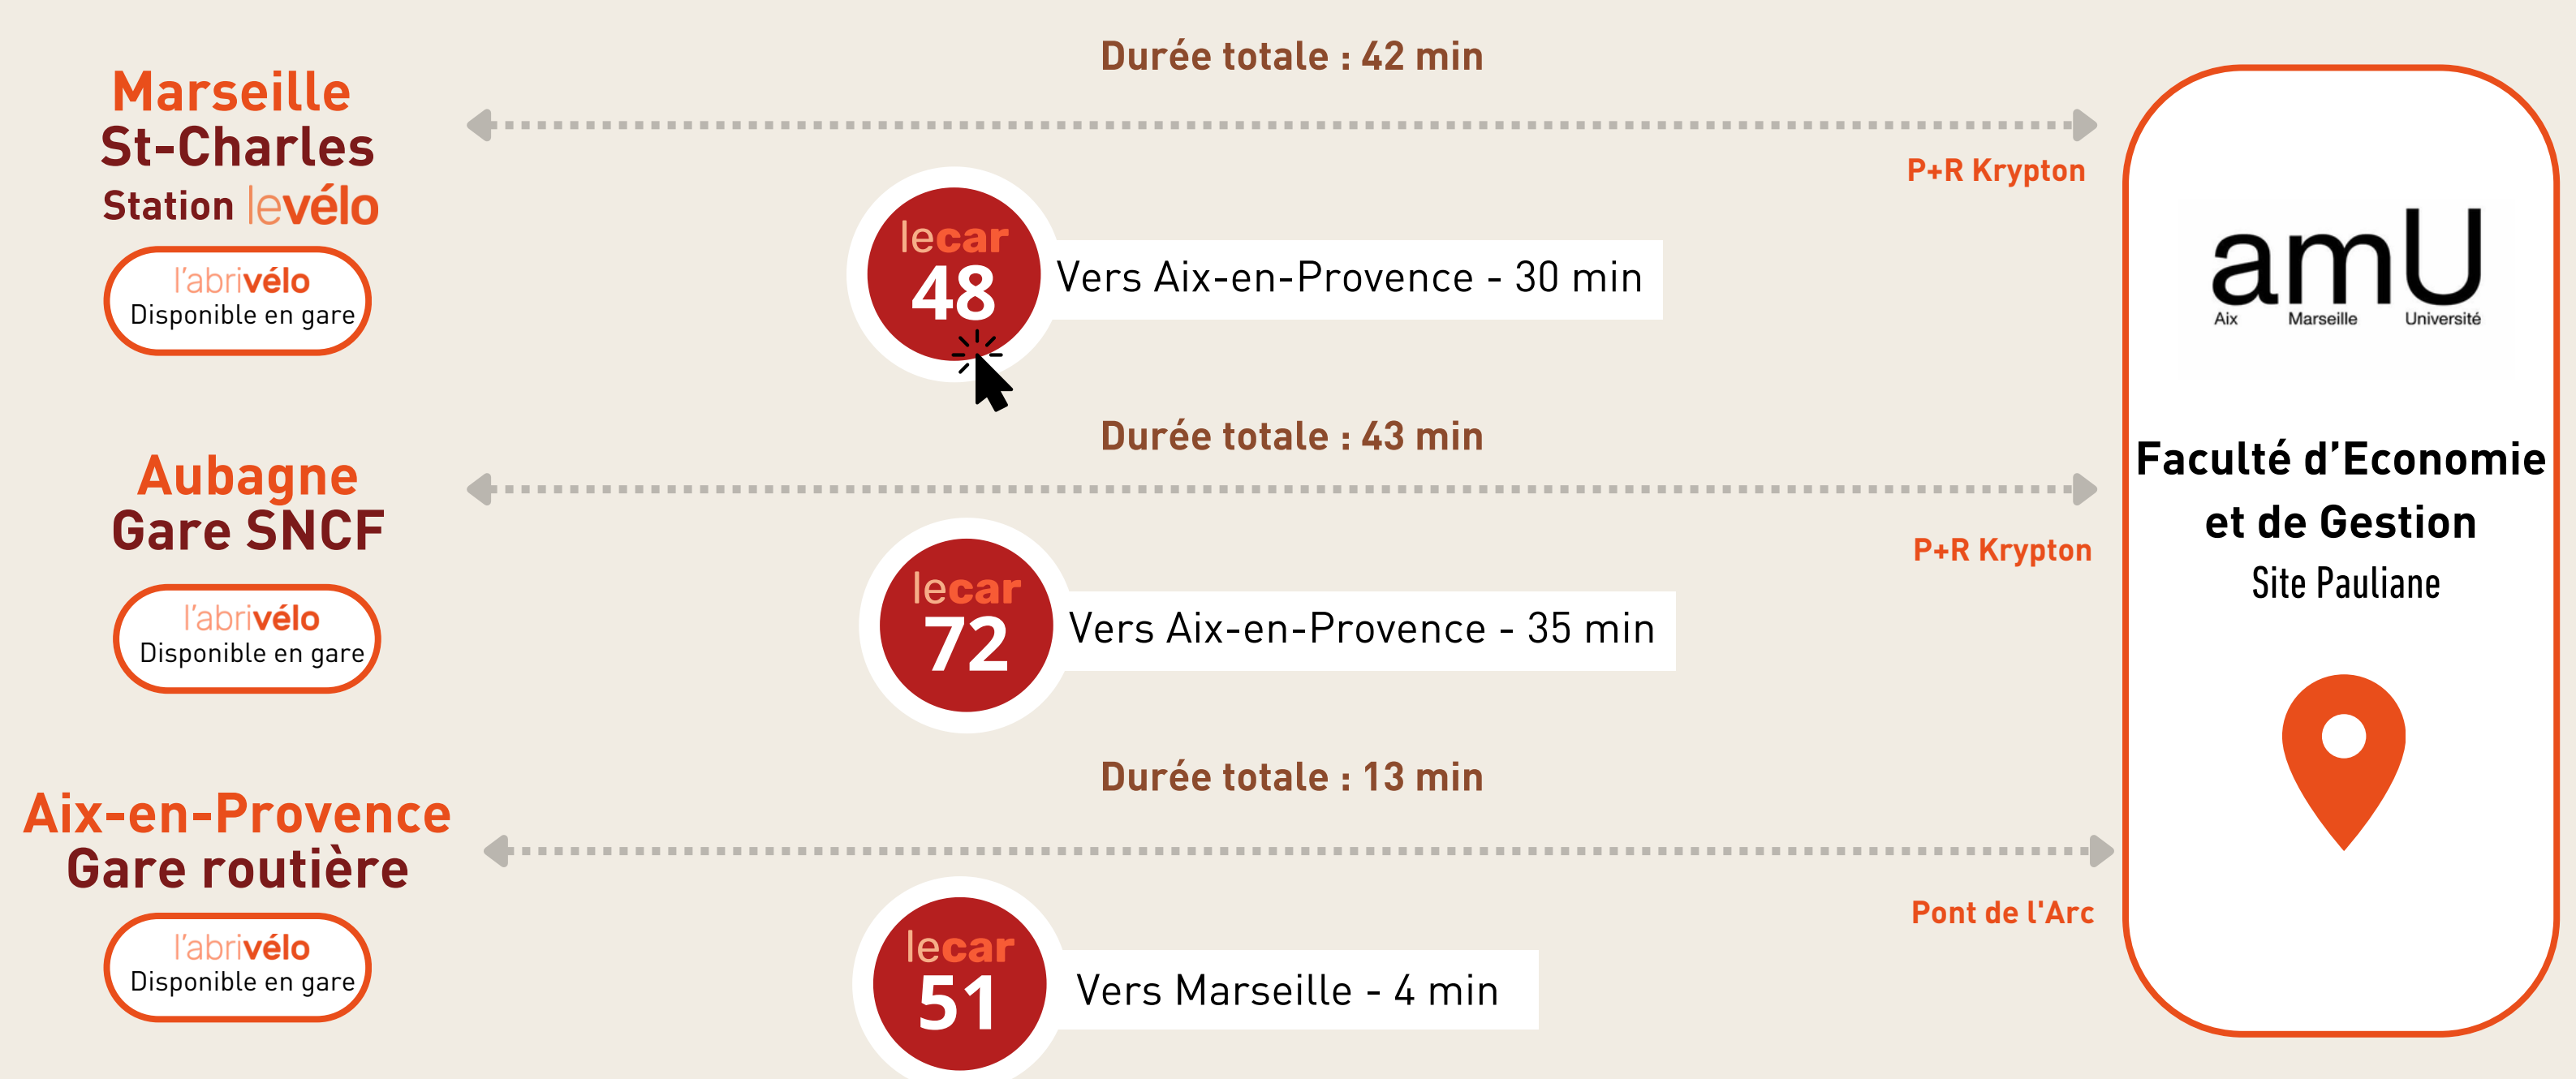 Durée totale : 42 min
Marseille
St-Charles
Station levélo
l'abrivélo
Disponible en gare
P+R Krypton
lecar
48
Vers Aix-en-Provence - 30 min
Durée totale : 43 min
Aubagne
Gare SNCF
l'abrivélo
Disponible en gare
P+R Krypton
lecar
72
Vers Aix-en-Provence - 35 min
Durée totale : 13 min
Aix-en-Provence
Gare routière
l'abrivélo
Disponible en gare
Pont de l'Arc
lecar
51
Vers Marseille - 4 min
amU
Aix Marseille Université
Faculté d’Economie
et de Gestion
Site Pauliane